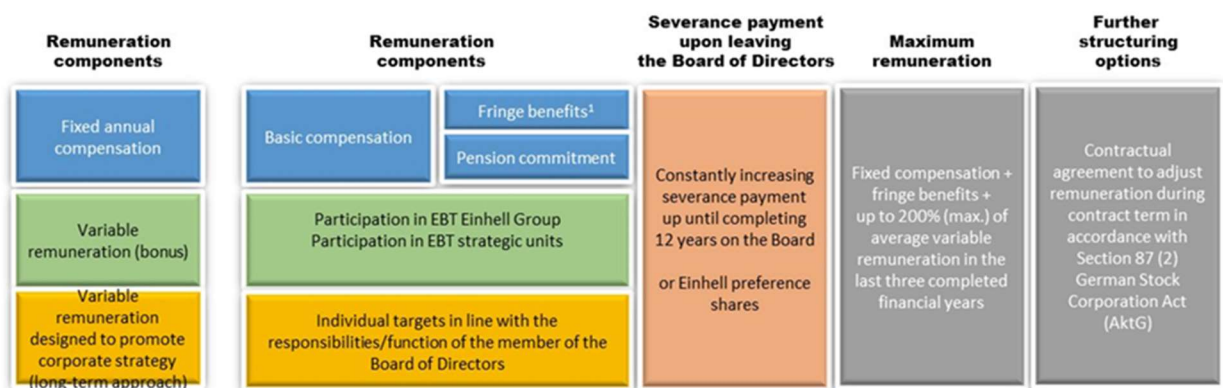 Remuneration
components
Remuneration
components
Severance payment
upon leaving
the Board of Directors
Maximum
remuneration
Further
structuring
options
Fixed annual
compensation
Basic compensation
Fringe benefits¹
Pension commitment
Variable
remuneration (bonus)
Participation in EBT Einhell Group
Participation in EBT strategic units
Variable
remuneration
designed to promote
corporate strategy
(long-term approach)
Individual targets in line with the
responsibilities/function of the member of the
Board of Directors
Constantly increasing
severance payment
up until completing
12 years on the Board
or Einhell preference
shares
Fixed compensation +
fringe benefits +
up to 200% (max.) of
average variable
remuneration in the
last three completed
financial years
Contractual
agreement to adjust
remuneration during
contract term in
accordance with
Section 87 (2)
German Stock
Corporation Act
(AktG)